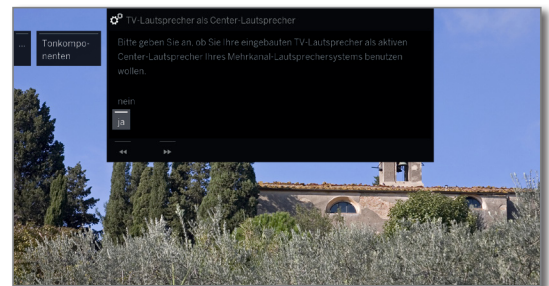 TV-Lautsprecher als Center-Lautsprecher
...
Tonkompo-
nenten
Bitte geben Sie an, ob Sie Ihre eingebauten TV-Lautsprecher als aktiven
Center-Lautsprecher Ihres Mehrkanal-Lautsprechersystems benutzen
wollen.
nein
ja